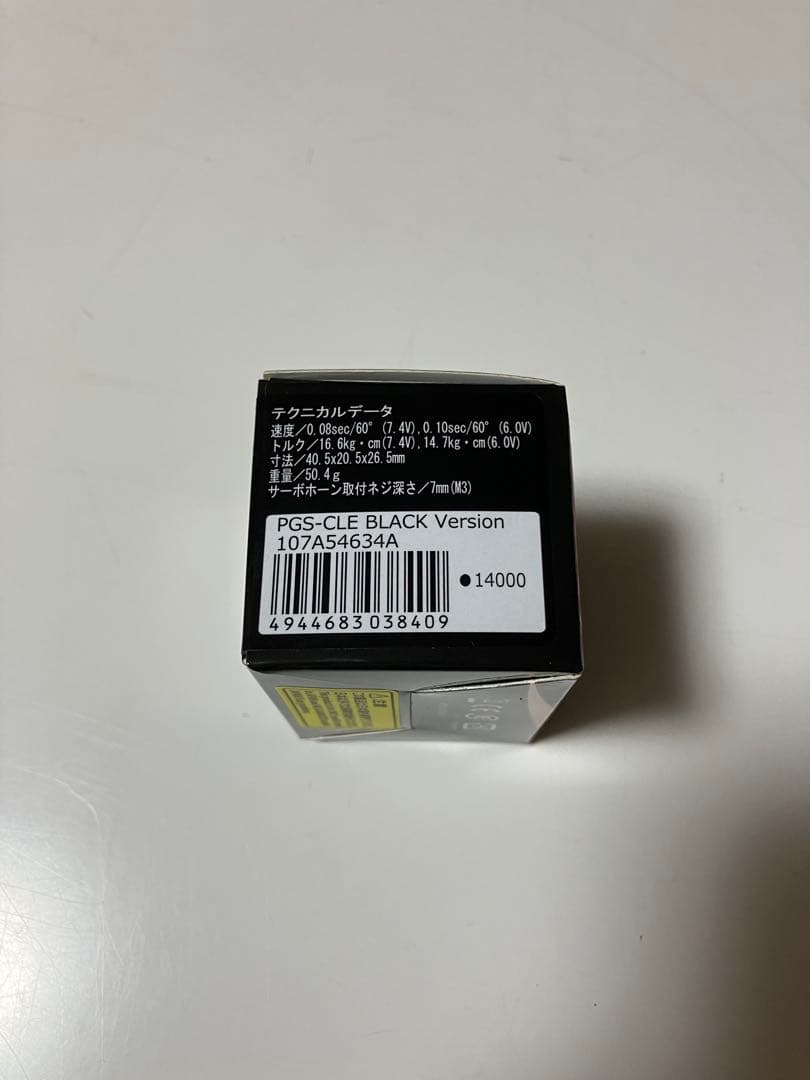 テクニカルデータ
速度／0.08sec/60°(7.4V),0.10sec/60°(6.0V)
トルク／16.6kg・cm(7.4V),14.7kg・cm(6.0V)
寸法／40.5x20.5x26.5mm
重量／50.4g
サーボホーン取付ネジ深さ／7mm(M3)
PGS-CLE BLACK Version
107A54634A
●14000
4944683 038409